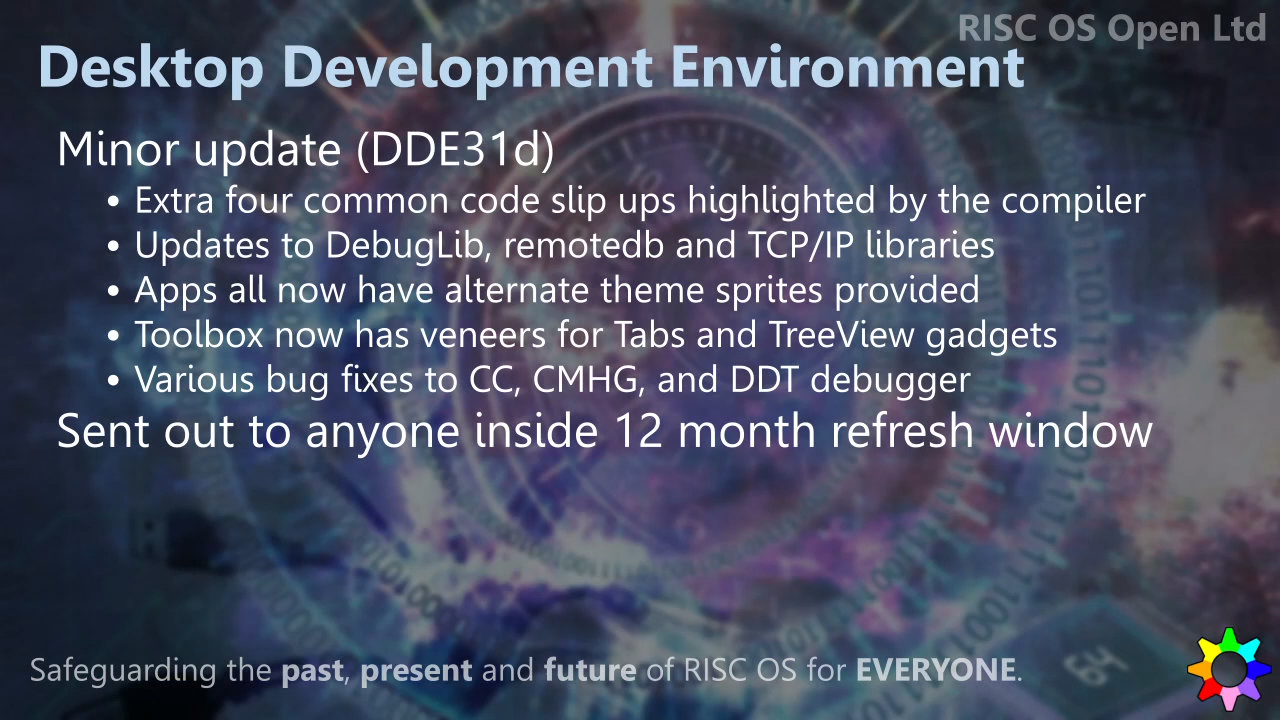 RISC OS Open Ltd
Desktop Development Environment
Minor update (DDE31d)
• Extra four common code slip ups highlighted by the compiler
• Updates to DebugLib, remotedb and TCP/IP libraries
• Apps all now have alternate theme sprites provided
• Toolbox now has veneers for Tabs and TreeView gadgets
• Various bug fixes to CC, CMHG, and DDT debugger
Sent out to anyone inside 12 month refresh window
64
Safeguarding the past, present and future of RISC OS for EVERYONE.